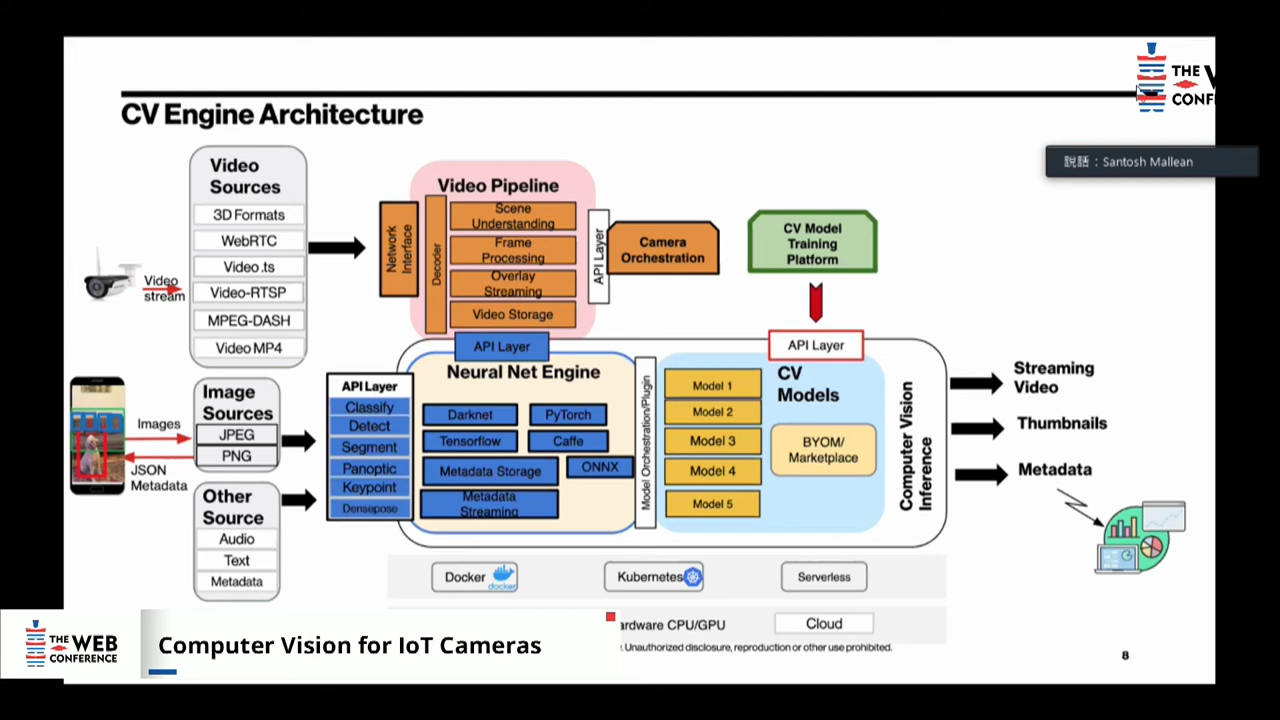 THE
CONF
CV Engine Architecture
說話：Santosh Mallean
Video
Sources
3D Formats
WebRTC
Video.ts
Video-RTSP
MPEG-DASH
Video MP4
Video
stream
Network
Interface
Video Pipeline
Decoder
Scene
Understanding
Frame
Processing
Overlay
Streaming
Video Storage
API Layer
Camera
Orchestration
CV Model
Training
Platform
API Layer
API Layer
Image
Sources
JPEG
PNG
Images
JSON
Metadata
Other
Source
Audio
Text
Metadata
API Layer
Classify
Detect
Segment
Panoptic
Keypoint
Densepose
Neural Net Engine
Darknet
PyTorch
Tensorflow
Caffe
Metadata Storage
ONNX
Metadata
Streaming
Model Orchestration/Plugin
CV
Models
Model 1
Model 2
Model 3
Model 4
Model 5
BYOM/
Marketplace
Computer Vision
Inference
Streaming
Video
Thumbnails
Metadata
Docker
docker
Kubernetes
Serverless
ardware CPU/GPU
Cloud
. Unauthorized disclosure, reproduction or other use prohibited.
8
THE WEB
CONFERENCE
Computer Vision for IoT Cameras